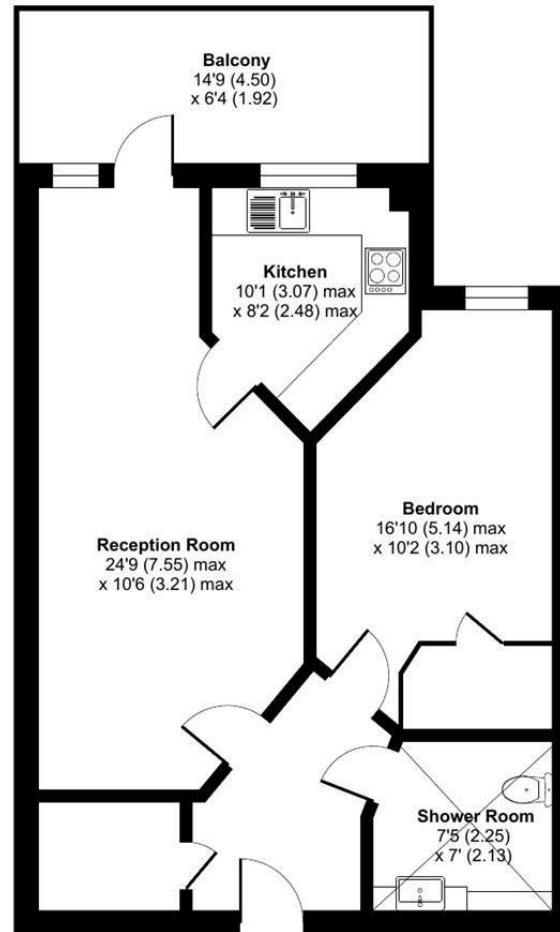 Balcony
14'9 (4.50)
x 6'4 (1.92)
Kitchen
10'1 (3.07) max
x 8'2 (2.48) max
Bedroom
16'10 (5.14) max
x 10'2 (3.10) max
Reception Room
24'9 (7.55) max
x 10'6 (3.21) max
Shower Room
7'5 (2.25)
x 7' (2.13)